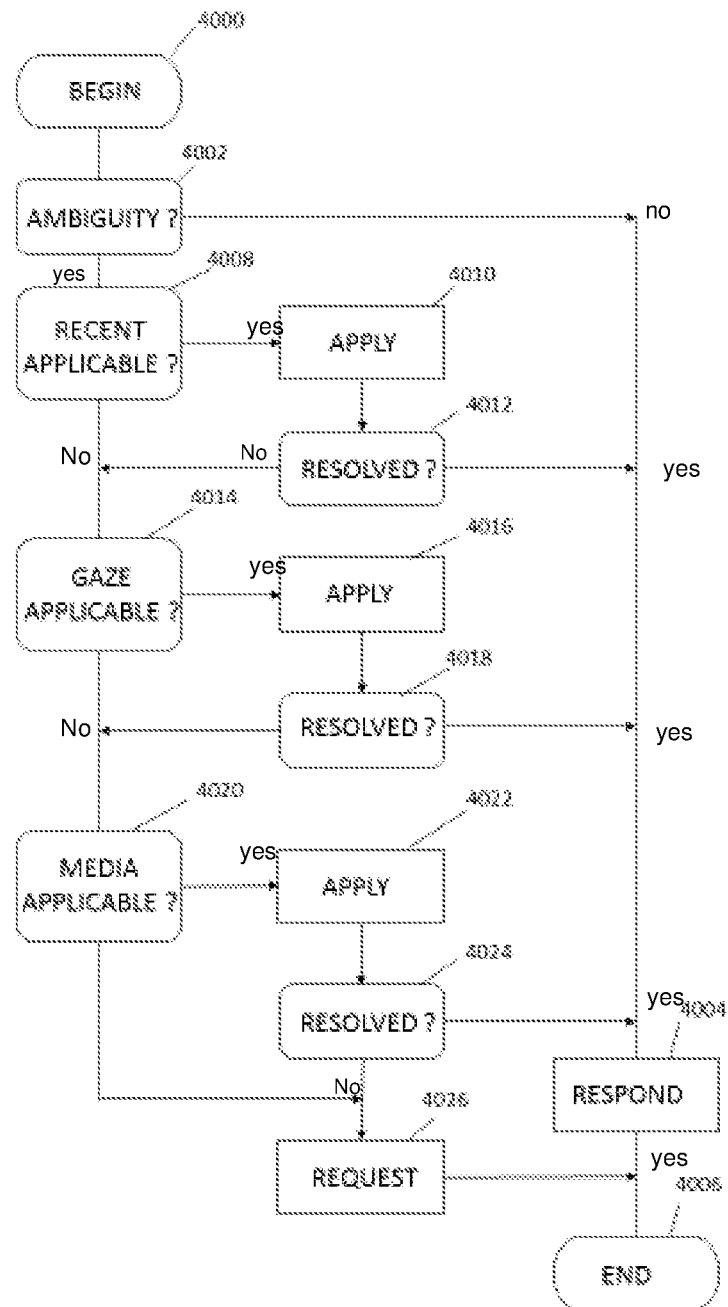 4000
BEGIN
4002
AMBIGUITY ?
no
yes
4008
RECENT
APPLICABLE ?
yes
4010
APPLY
4012
No
No
RESOLVED ?
yes
4014
GAZE
APPLICABLE ?
yes
4016
APPLY
4018
No
RESOLVED ?
yes
4020
MEDIA
APPLICABLE ?
yes
4022
APPLY
4024
RESOLVED ?
yes
4004
RESPOND
No
4026
REQUEST
yes
4006
END